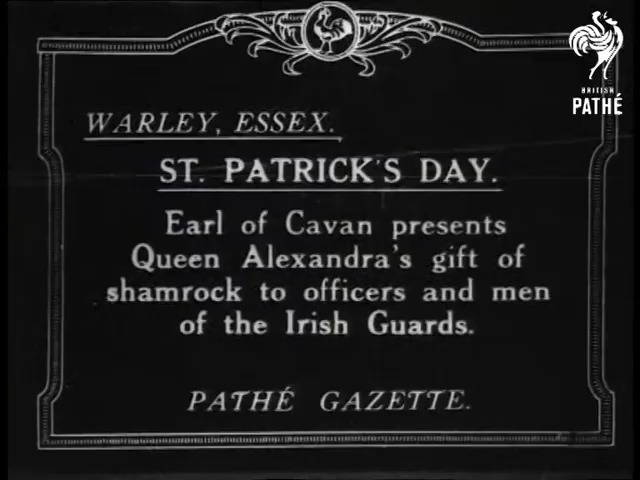 BRITISH
PATHÉ
WARLEY, ESSEX.
ST. PATRICK'S DAY.
Earl of Cavan presents
Queen Alexandra's gift of
shamrock to officers and men
of the Irish Guards.
PATHÉ GAZETTE.